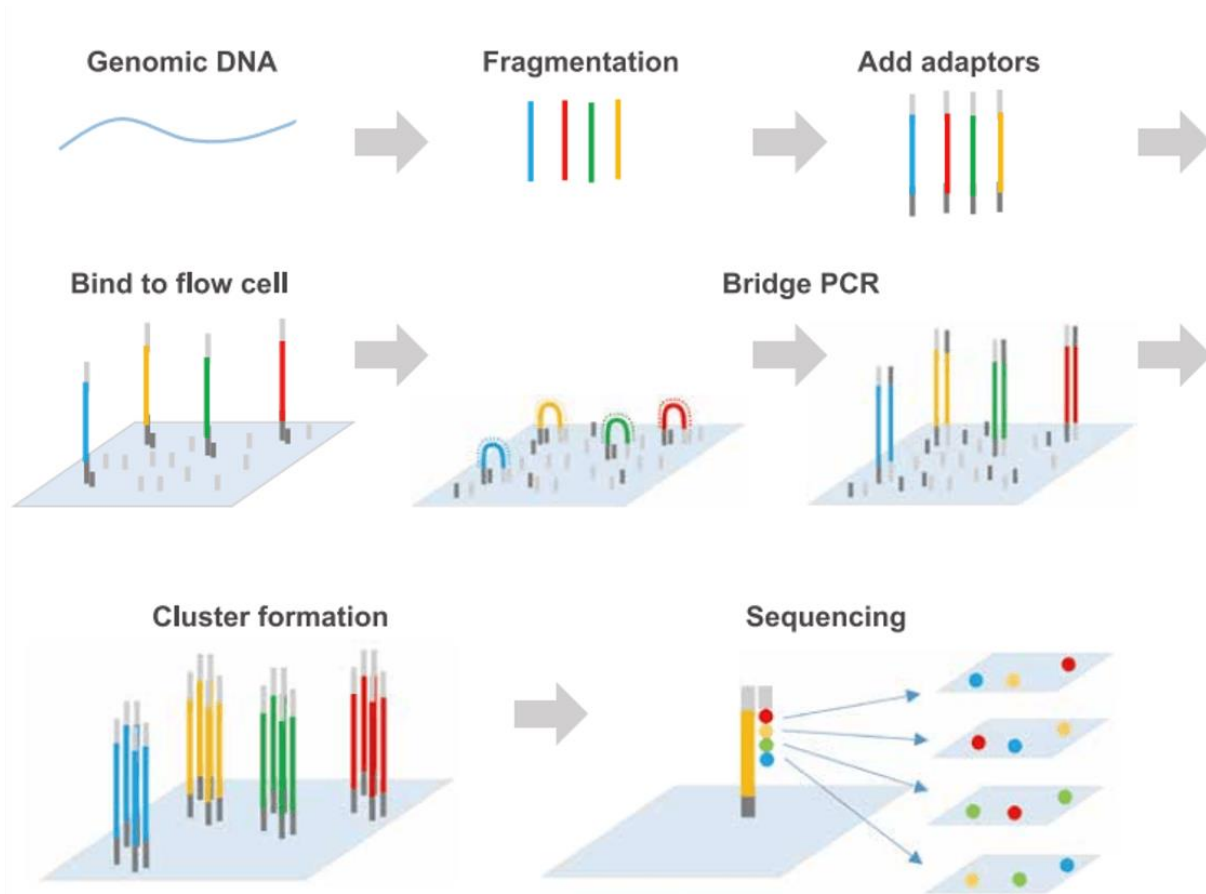 Genomic DNA
Fragmentation
Add adaptors
Bind to flow cell
Bridge PCR
Cluster formation
Sequencing